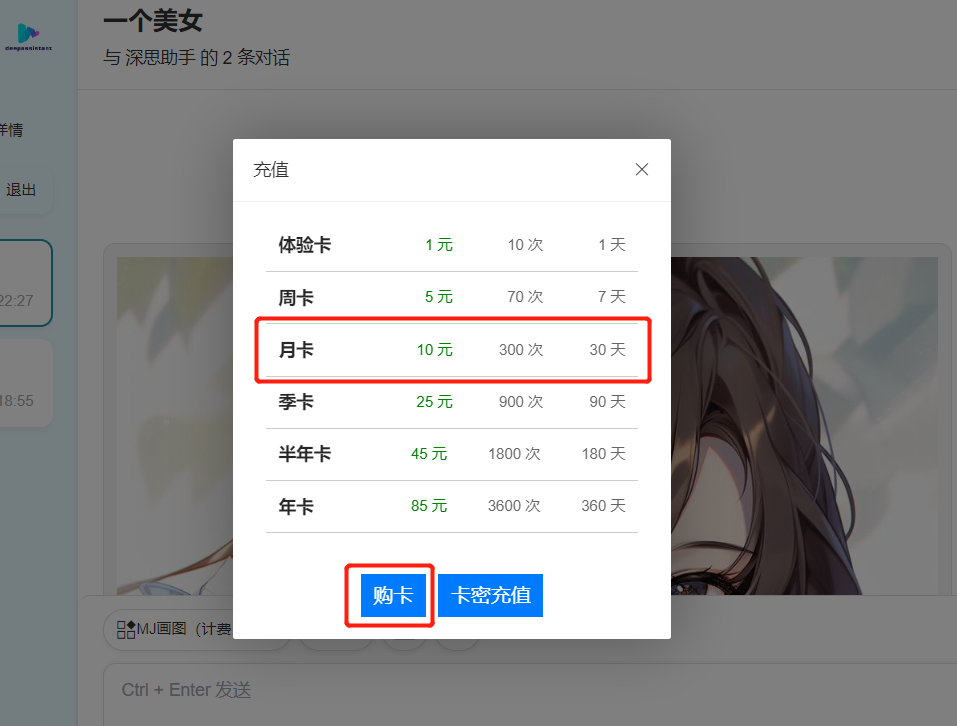 一个美女
与 深思助手 的 2 条对话
deepassistant
详情
退出
22:27
18:55
充值
体验卡 1 元 10 次 1 天
周卡 5 元 70 次 7 天
月卡 10 元 300 次 30 天
季卡 25 元 900 次 90 天
半年卡 45 元 1800 次 180 天
年卡 85 元 3600 次 360 天
购卡 卡密充值
MJ画图（计费
Ctrl + Enter 发送